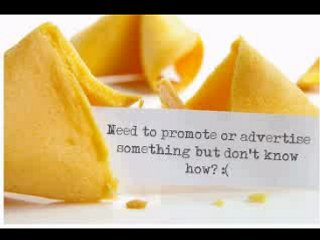 Need to promote or advertise
something but don't know
how? :(